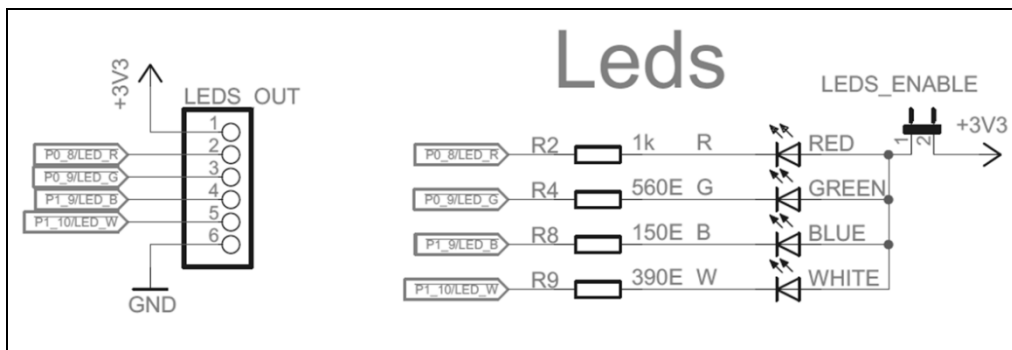 Leds
+3V3
LEDS_OUT
1
P0_8/LED_R
2
P0_9/LED_G
3
P1_9/LED_B
4
P1_10/LED_W
5
6
GND
LEDS_ENABLE
1
2
+3V3
P0_8/LED_R R2 1k R RED
P0_9/LED_G R4 560E G GREEN
P1_9/LED_B R8 150E B BLUE
P1_10/LED_W R9 390E W WHITE